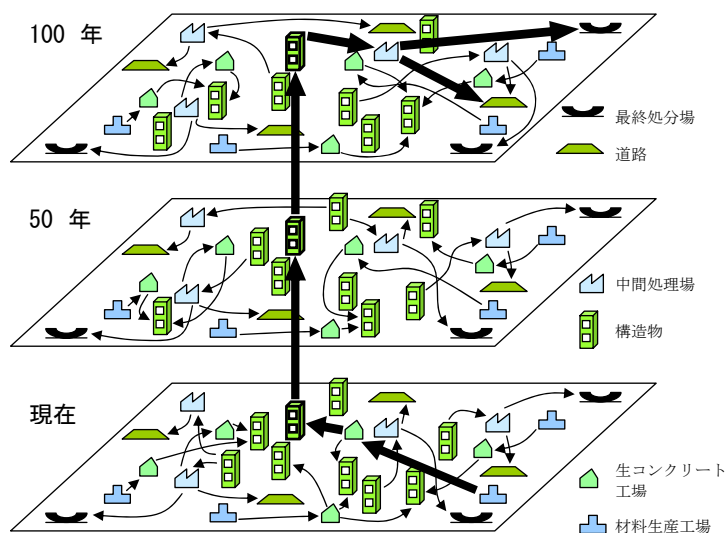 100 年
最終処分場
道路
50 年
中間処理場
構造物
現在
生コンクリート
工場
材料生産工場